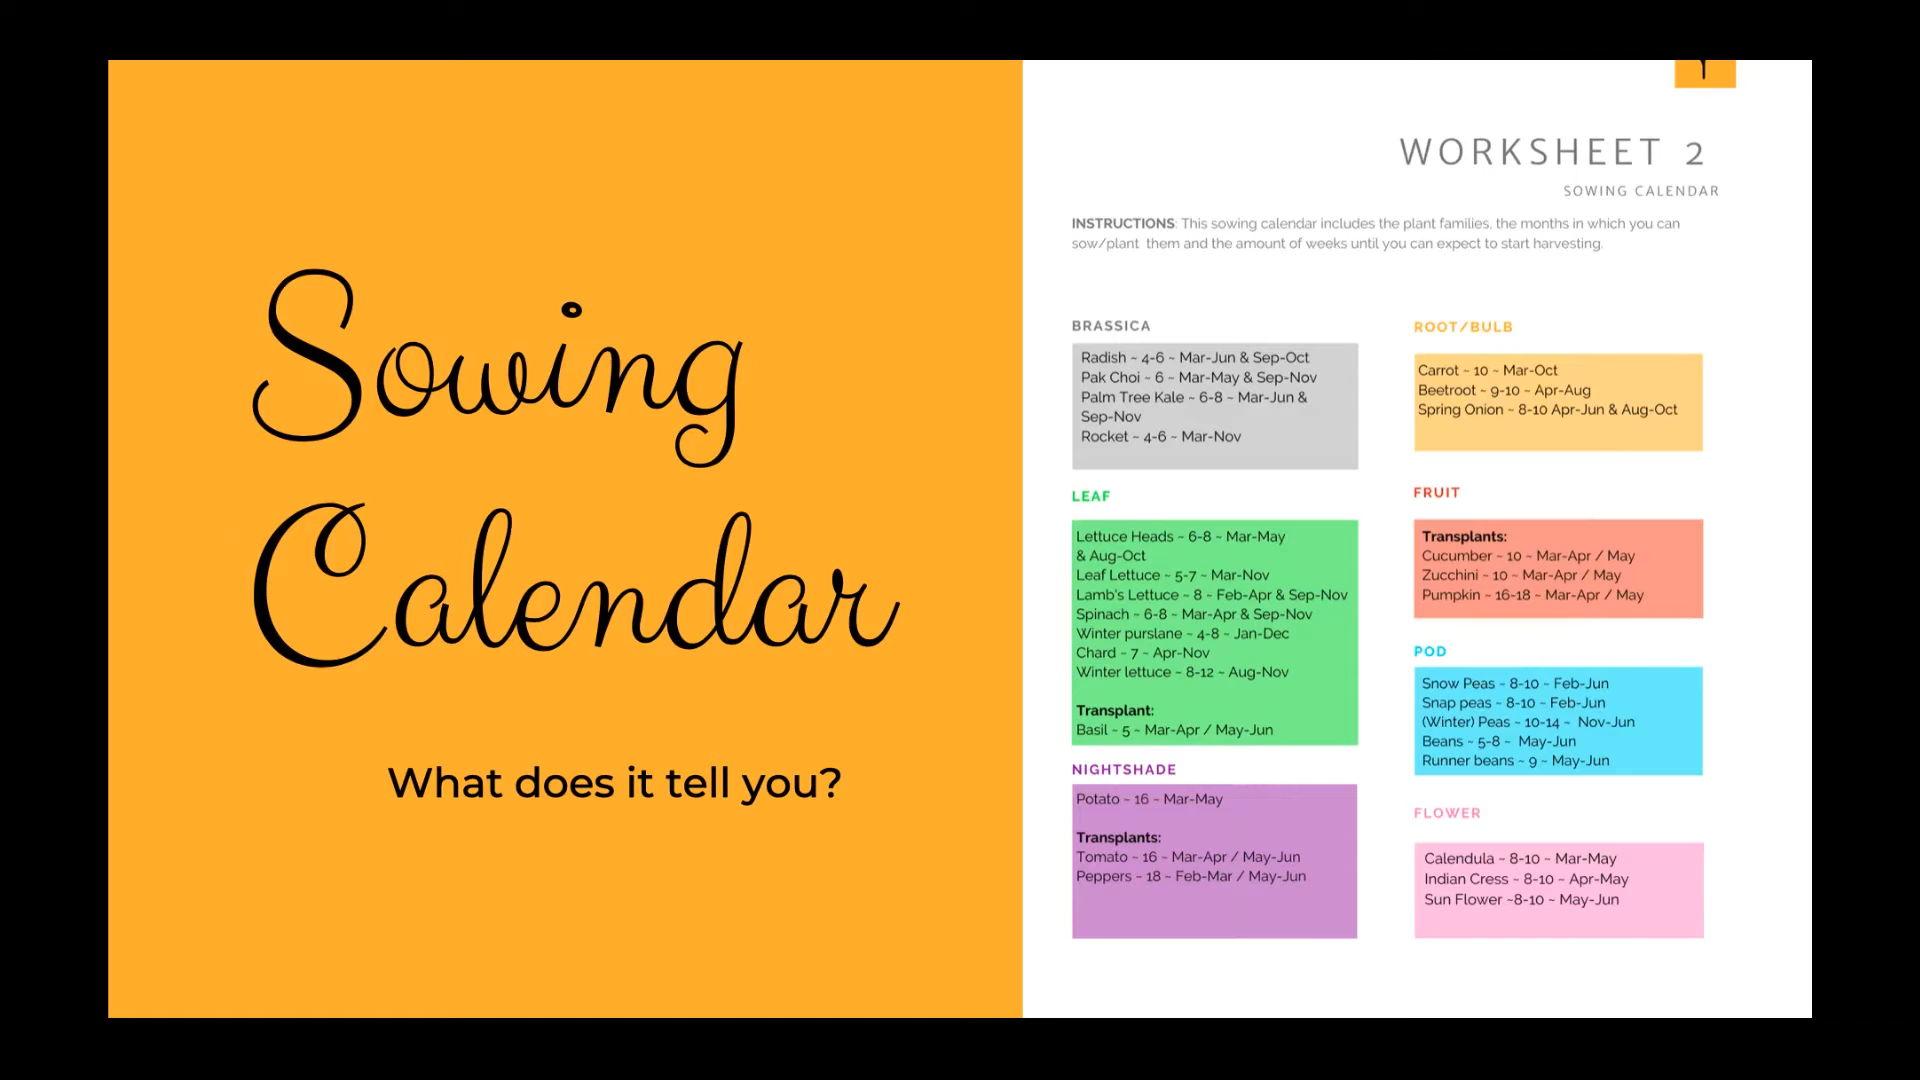 Sowing
Calendar
What does it tell you?
WORKSHEET 2
SOWING CALENDAR
INSTRUCTIONS: This sowing calendar includes the plant families, the months in which you can
sow/plant them and the amount of weeks until you can expect to start harvesting.
BRASSICA
Radish ~ 4-6 ~ Mar-Jun & Sep-Oct
Pak Choi ~ 6 ~ Mar-May & Sep-Nov
Palm Tree Kale ~ 6-8 ~ Mar-Jun &
Sep-Nov
Rocket ~ 4-6 ~ Mar-Nov
LEAF
Lettuce Heads ~ 6-8 ~ Mar-May
& Aug-Oct
Leaf Lettuce ~ 5-7 ~ Mar-Nov
Lamb's Lettuce ~ 8 ~ Feb-Apr & Sep-Nov
Spinach ~ 6-8 ~ Mar-Apr & Sep-Nov
Winter purslane ~ 4-8 ~ Jan-Dec
Chard ~ 7 ~ Apr-Nov
Winter lettuce ~ 8-12 ~ Aug-Nov
Transplant:
Basil ~ 5 ~ Mar-Apr / May-Jun
NIGHTSHADE
Potato ~ 16 ~ Mar-May
Transplants:
Tomato ~ 16 ~ Mar-Apr / May-Jun
Peppers ~ 18 ~ Feb-Mar / May-Jun
ROOT/BULB
Carrot ~ 10 ~ Mar-Oct
Beetroot ~ 9-10 ~ Apr-Aug
Spring Onion ~ 8-10 Apr-Jun & Aug-Oct
FRUIT
Transplants:
Cucumber ~ 10 ~ Mar-Apr / May
Zucchini ~ 10 ~ Mar-Apr / May
Pumpkin ~ 16-18 ~ Mar-Apr / May
POD
Snow Peas ~ 8-10 ~ Feb-Jun
Snap peas ~ 8-10 ~ Feb-Jun
(Winter) Peas ~ 10-14 ~ Nov-Jun
Beans ~ 5-8 ~ May-Jun
Runner beans ~ 9 ~ May-Jun
FLOWER
Calendula ~ 8-10 ~ Mar-May
Indian Cress ~ 8-10 ~ Apr-May
Sun Flower ~8-10 ~ May-Jun